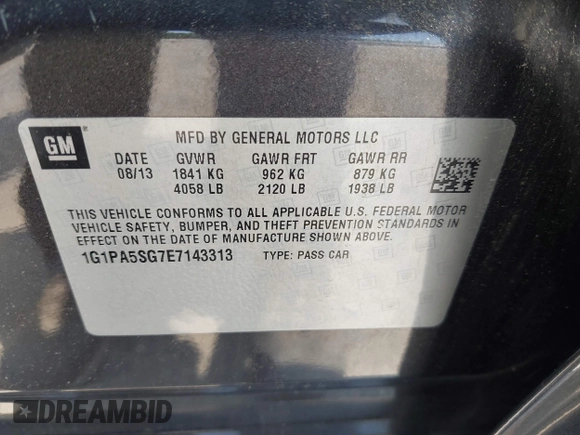 GM ®
MFD BY GENERAL MOTORS LLC
DATE GVWR GAWR FRT GAWR RR
08/13 1841 KG 962 KG 879 KG
4058 LB 2120 LB 1938 LB
THIS VEHICLE CONFORMS TO ALL APPLICABLE U.S. FEDERAL MOTOR
VEHICLE SAFETY, BUMPER, AND THEFT PREVENTION STANDARDS IN
EFFECT ON THE DATE OF MANUFACTURE SHOWN ABOVE.
1G1PA5SG7E7143313 TYPE: PASS CAR
DREAMBID